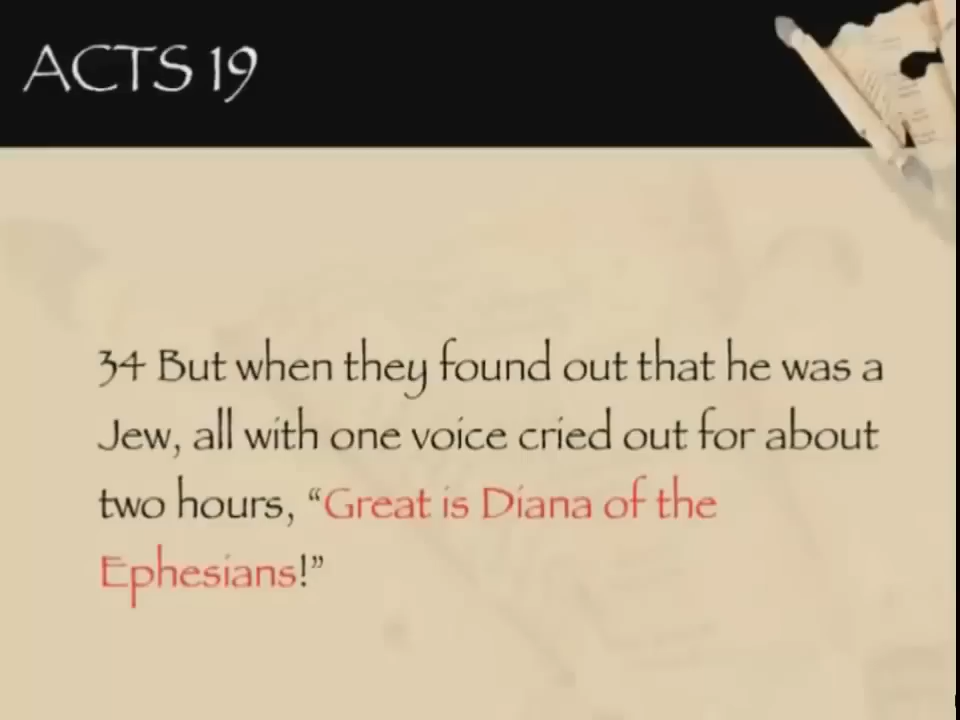 ACTS 19
34 But when they found out that he was a
Jew, all with one voice cried out for about
two hours, “Great is Diana of the
Ephesians!”